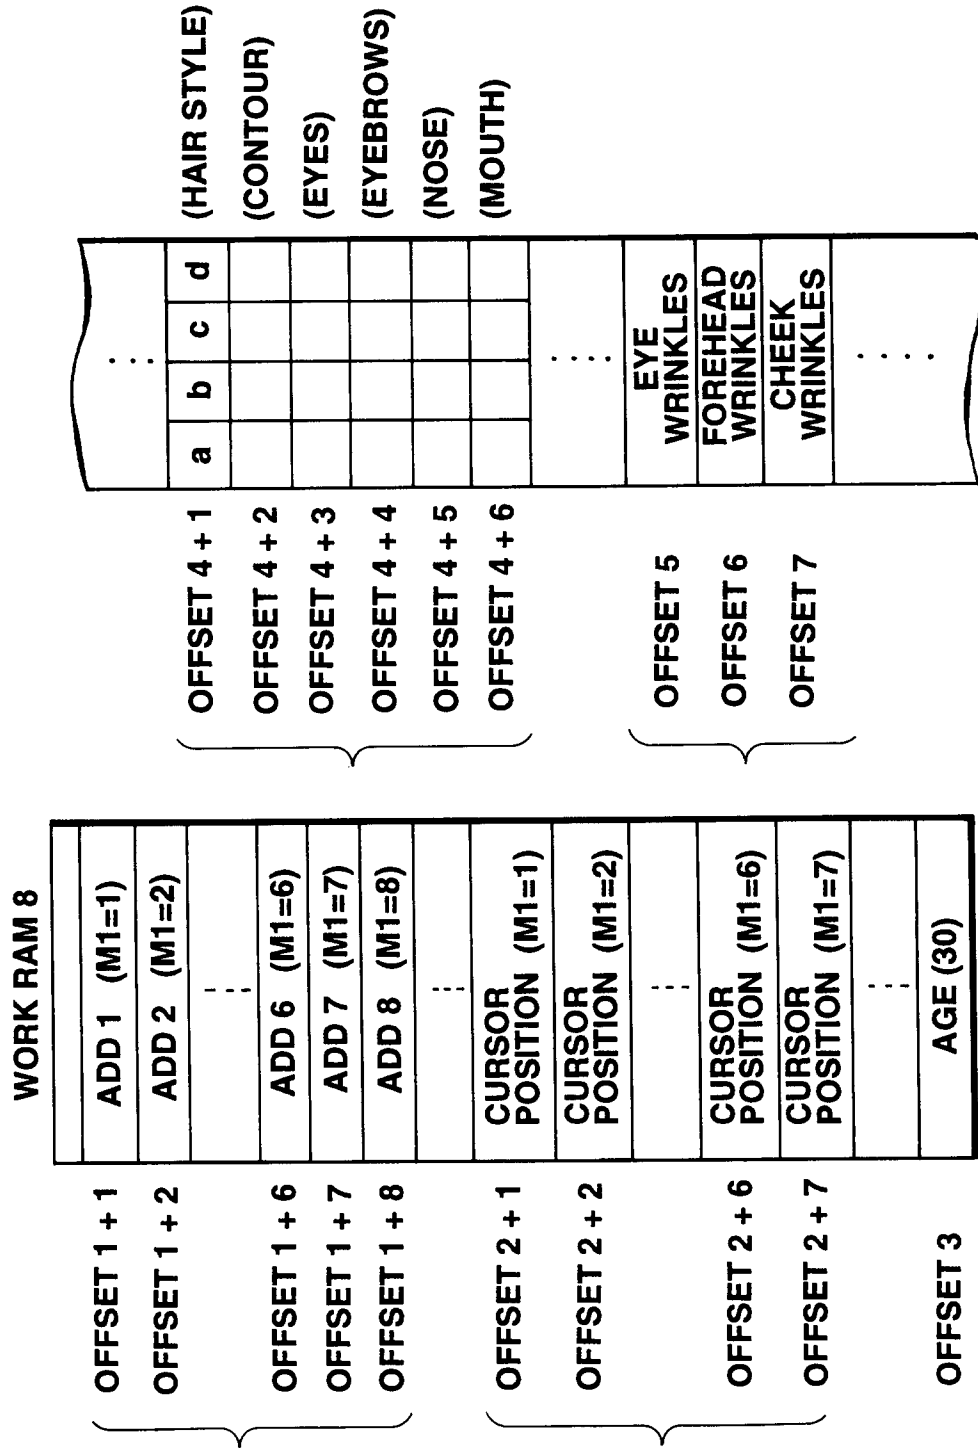 WORK RAM 8
OFFSET 1 + 1
ADD 1 (M1=1)
OFFSET 1 + 2
ADD 2 (M1=2)
OFFSET 1 + 6
ADD 6 (M1=6)
OFFSET 1 + 7
ADD 7 (M1=7)
OFFSET 1 + 8
ADD 8 (M1=8)
OFFSET 2 + 1
CURSOR
POSITION (M1=1)
OFFSET 2 + 2
CURSOR
POSITION (M1=2)
OFFSET 2 + 6
CURSOR
POSITION (M1=6)
OFFSET 2 + 7
CURSOR
POSITION (M1=7)
OFFSET 3
AGE (30)
OFFSET 4 + 1
a b c d
(HAIR STYLE)
OFFSET 4 + 2
(CONTOUR)
OFFSET 4 + 3
(EYES)
OFFSET 4 + 4
(EYEBROWS)
OFFSET 4 + 5
(NOSE)
OFFSET 4 + 6
(MOUTH)
OFFSET 5
EYE
WRINKLES
OFFSET 6
FOREHEAD
WRINKLES
OFFSET 7
CHEEK
WRINKLES